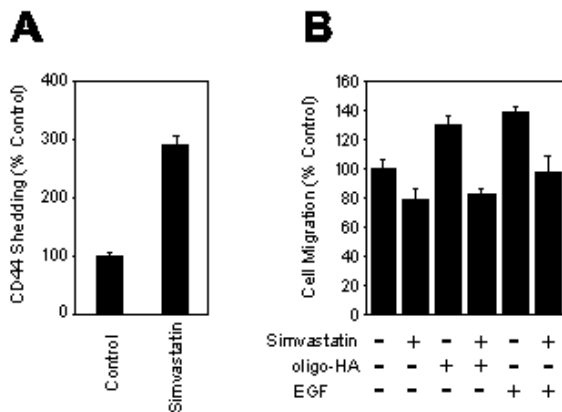 A
CD44 Shedding (% Control)
400
300
200
100
0
Control
Simvastatin
B
Cell Migration (% Control)
160
140
120
100
80
60
40
20
0
Simvastatin - + - + - +
oligo-HA - - + + - -
EGF - - - - + +